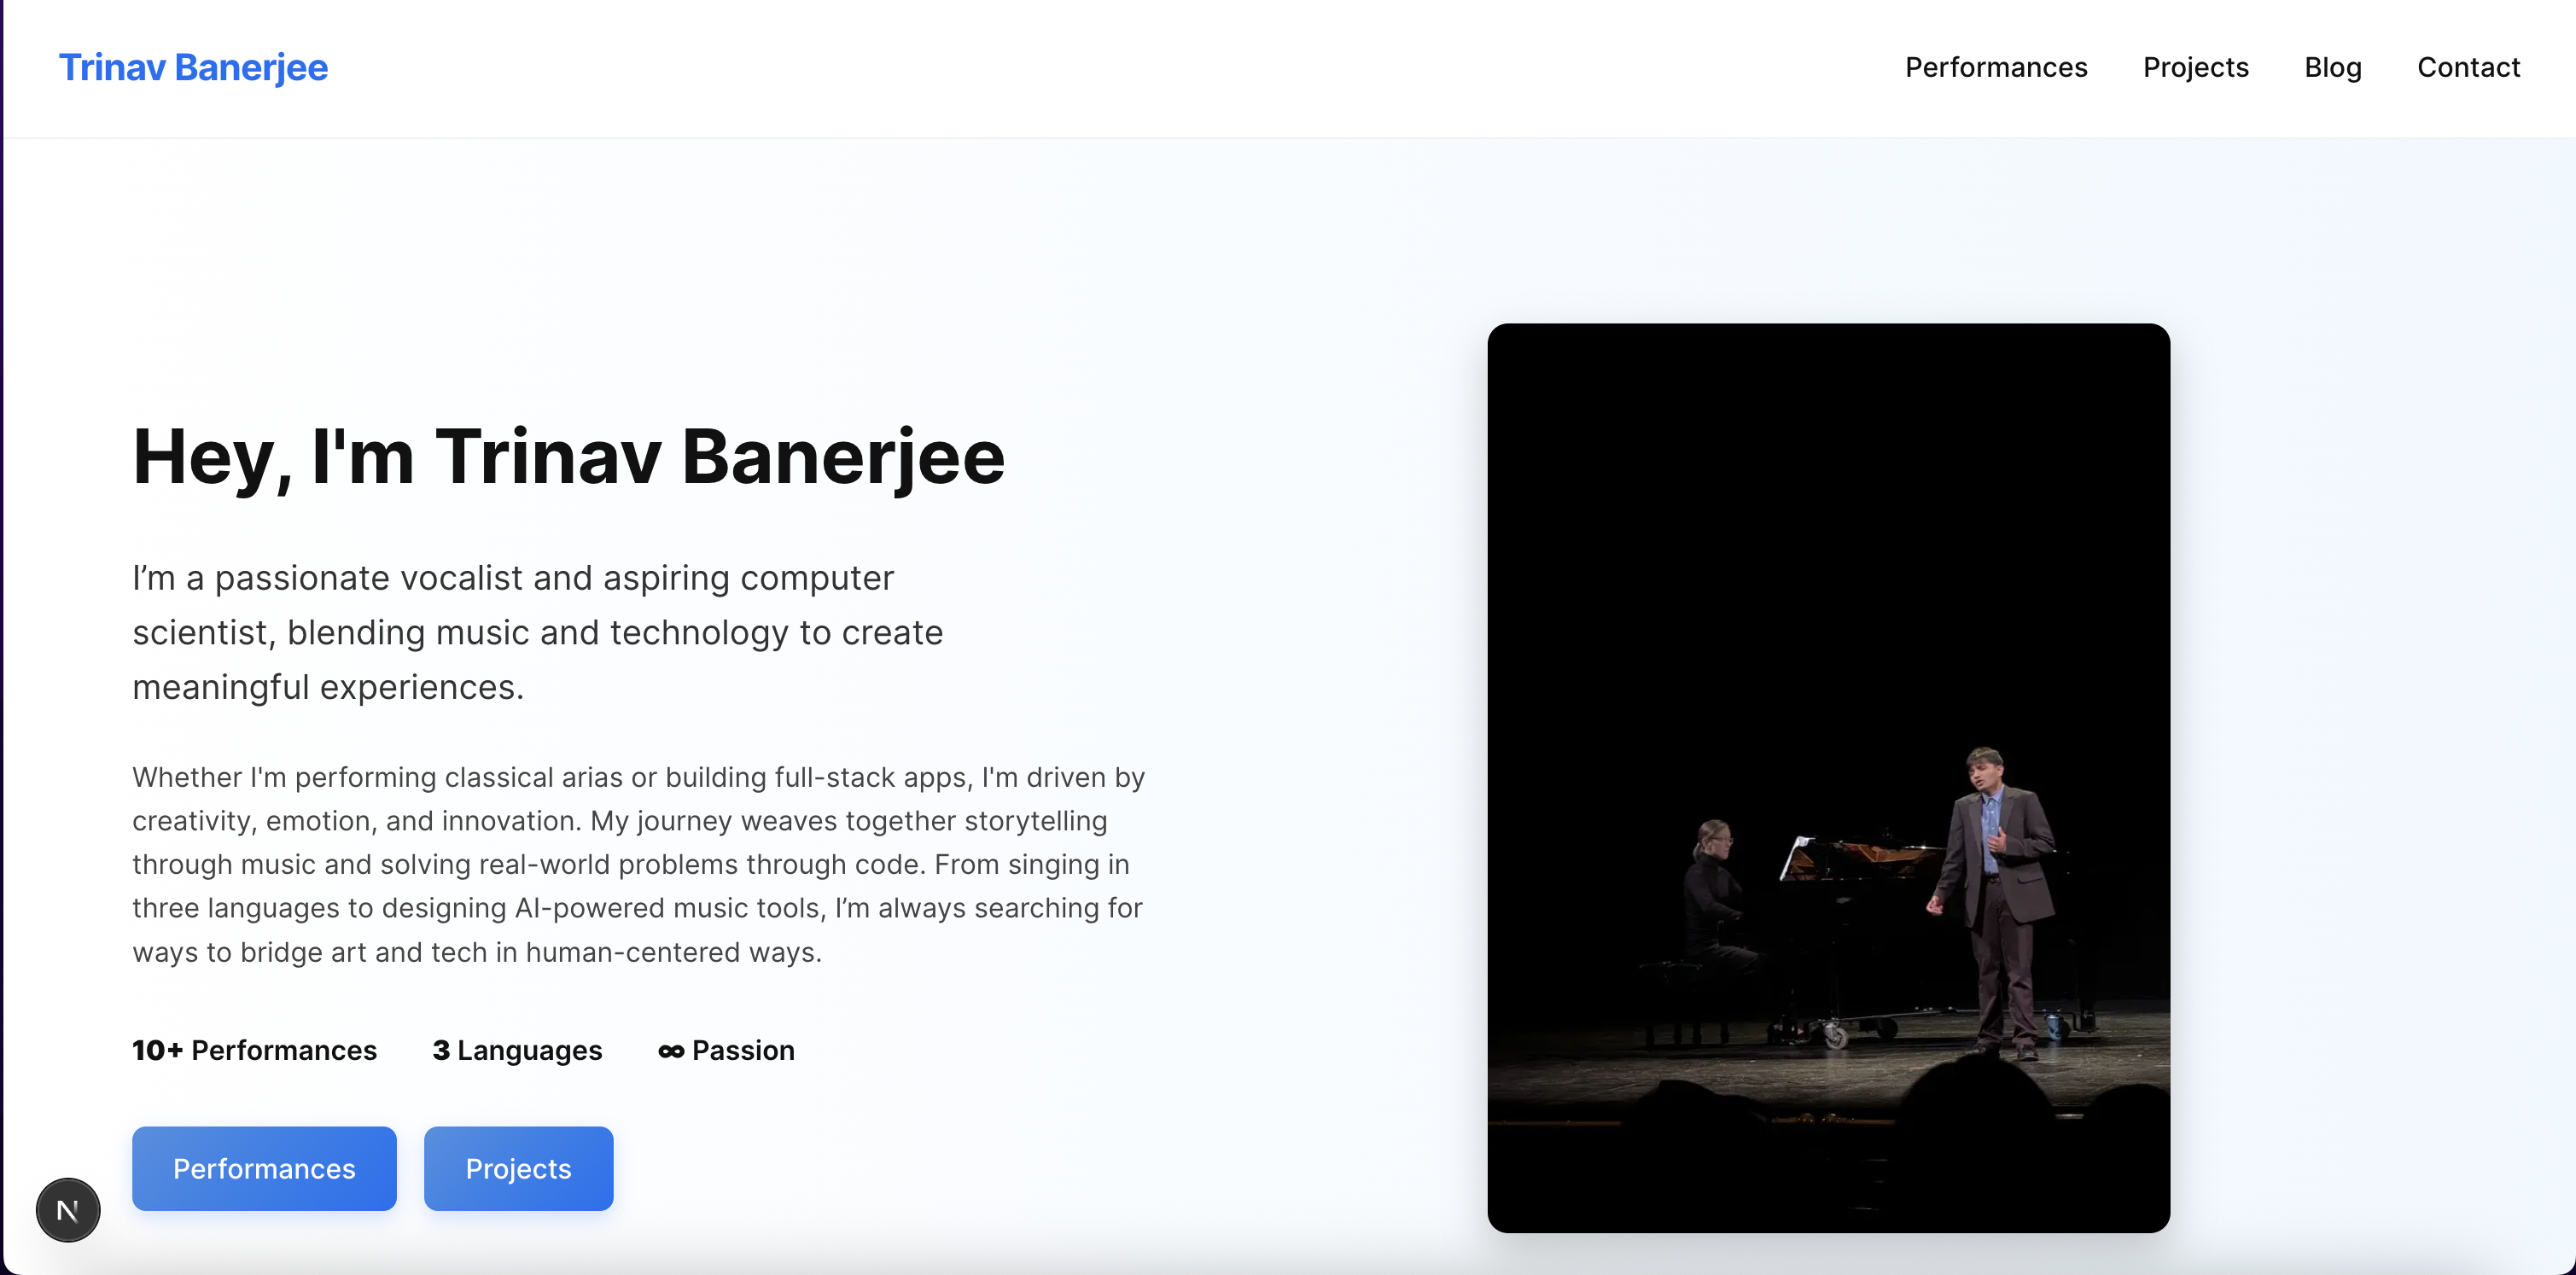 Trinav Banerjee
Performances Projects Blog Contact
Hey, I'm Trinav Banerjee
I’m a passionate vocalist and aspiring computer
scientist, blending music and technology to create
meaningful experiences.
Whether I'm performing classical arias or building full-stack apps, I'm driven by
creativity, emotion, and innovation. My journey weaves together storytelling
through music and solving real-world problems through code. From singing in
three languages to designing AI-powered music tools, I’m always searching for
ways to bridge art and tech in human-centered ways.
10+ Performances 3 Languages ∞ Passion
Performances Projects
N